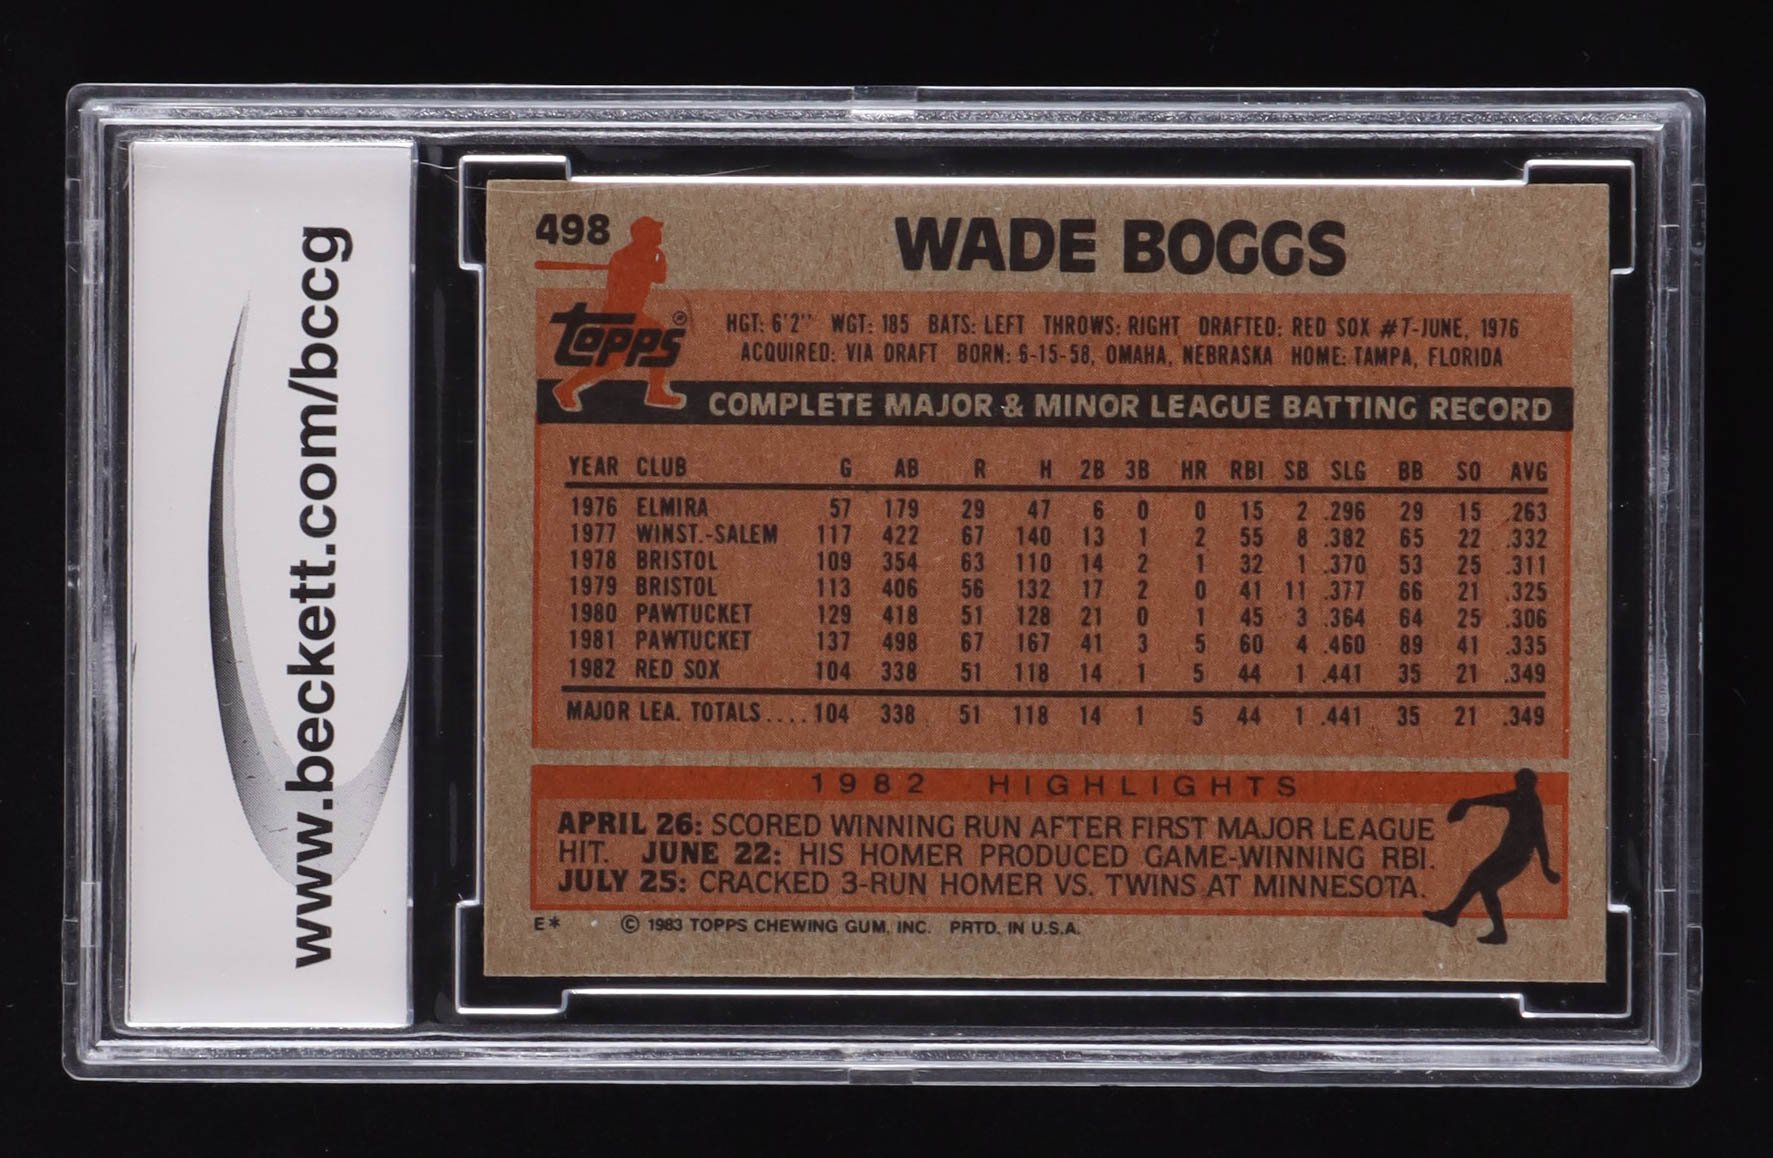 www.beckett.com/bccg
498
WADE BOGGS
TOPPS ®
HGT: 6'2" WGT: 185 BATS: LEFT THROWS: RIGHT DRAFTED: RED SOX #7-JUNE, 1976
ACQUIRED: VIA DRAFT BORN: 6-15-58, OMAHA, NEBRASKA HOME: TAMPA, FLORIDA
COMPLETE MAJOR & MINOR LEAGUE BATTING RECORD
YEAR CLUB G AB R H 2B 3B HR RBI SB SLG BB SO AVG
1976 ELMIRA 57 179 29 47 6 0 0 15 2 .296 29 15 .263
1977 WINST.-SALEM 117 422 67 140 13 1 2 55 8 .382 65 22 .332
1978 BRISTOL 109 354 63 110 14 2 1 32 1 .370 53 25 .311
1979 BRISTOL 113 406 56 132 17 2 0 41 11 .377 66 21 .325
1980 PAWTUCKET 129 418 51 128 21 0 1 45 3 .364 64 25 .306
1981 PAWTUCKET 137 498 67 167 41 3 5 60 4 .460 89 41 .335
1982 RED SOX 104 338 51 118 14 1 5 44 1 .441 35 21 .349
MAJOR LEA. TOTALS .... 104 338 51 118 14 1 5 44 1 .441 35 21 .349
1982 HIGHLIGHTS
APRIL 26: SCORED WINNING RUN AFTER FIRST MAJOR LEAGUE
HIT. JUNE 22: HIS HOMER PRODUCED GAME-WINNING RBI.
JULY 25: CRACKED 3-RUN HOMER VS. TWINS AT MINNESOTA.
E* © 1983 TOPPS CHEWING GUM, INC. PRTD. IN U.S.A.